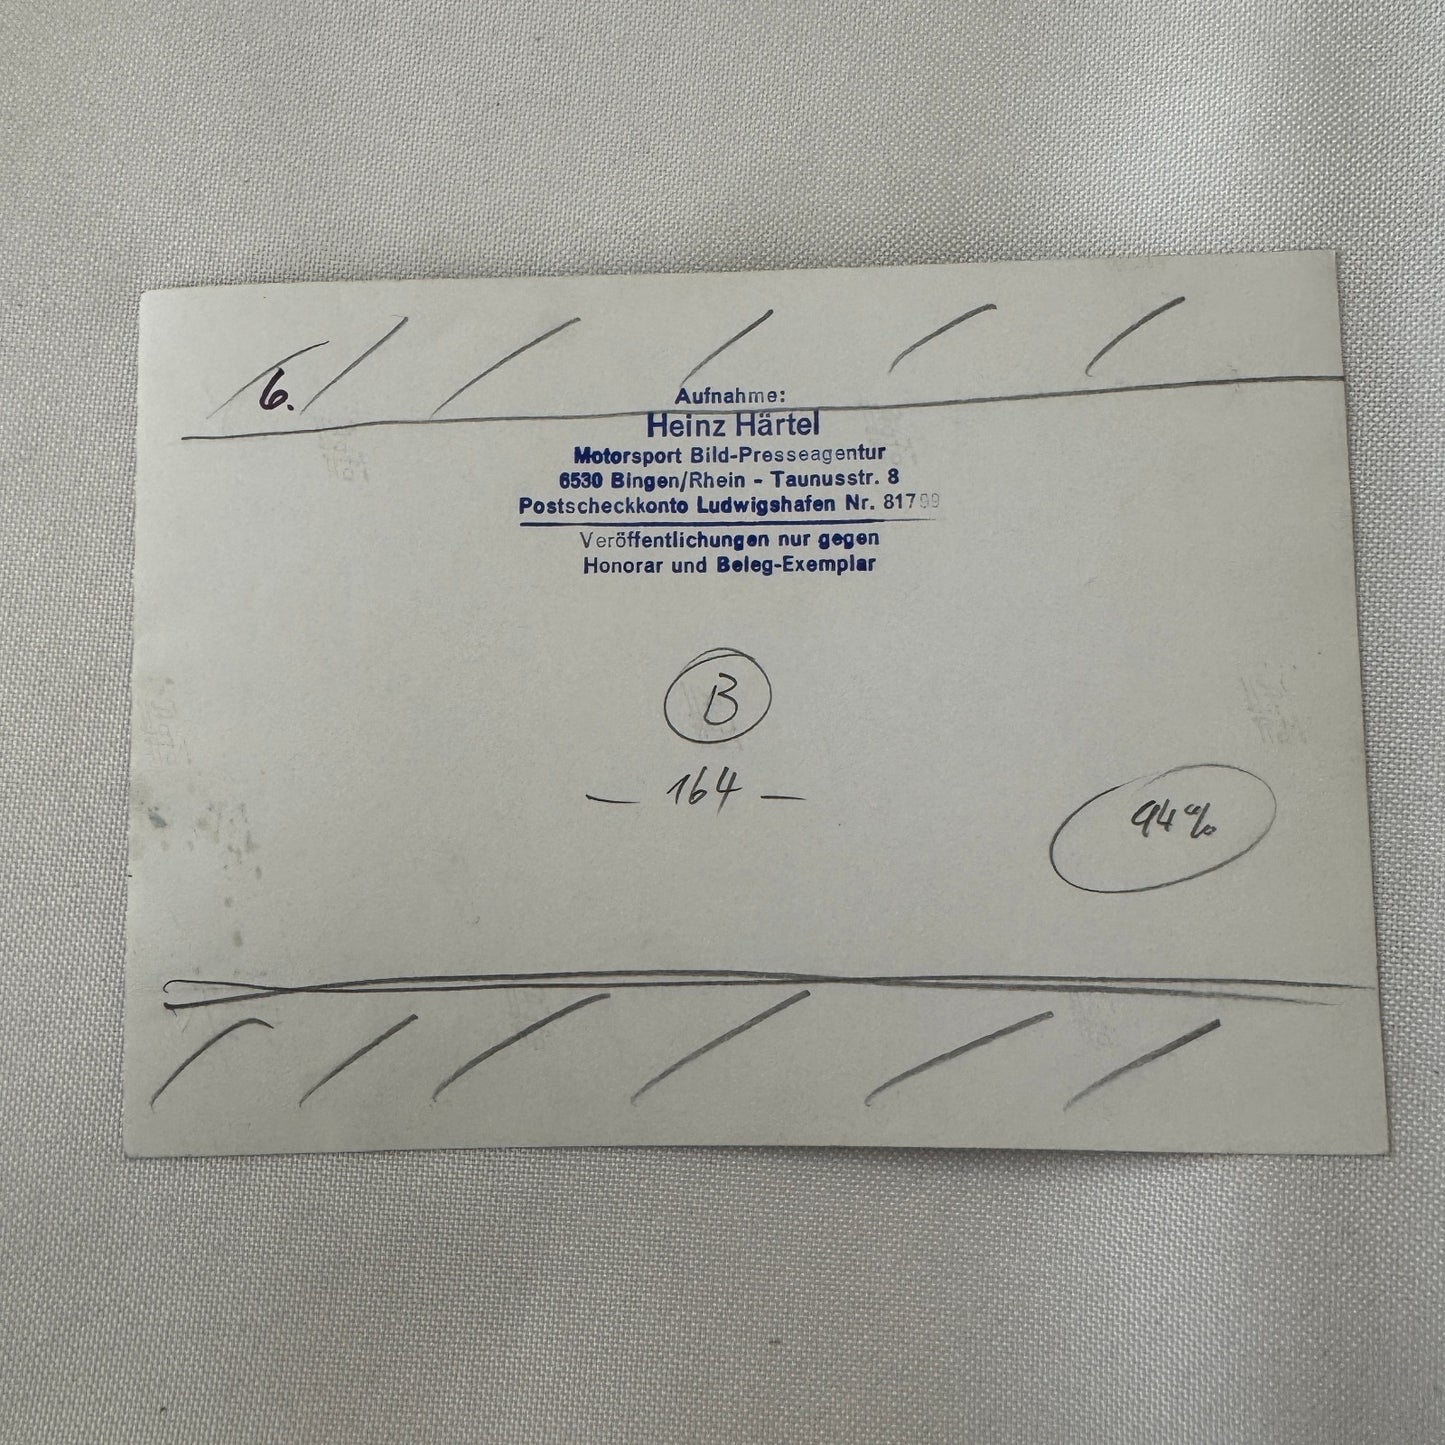 6.
Aufnahme:
Heinz Härtel
Motorsport Bild-Presseagentur
6530 Bingen/Rhein - Taunusstr. 8
Postscheckkonto Ludwigshafen Nr. 81799
Veröffentlichungen nur gegen
Honorar und Beleg-Exemplar
B
- 164 -
94%